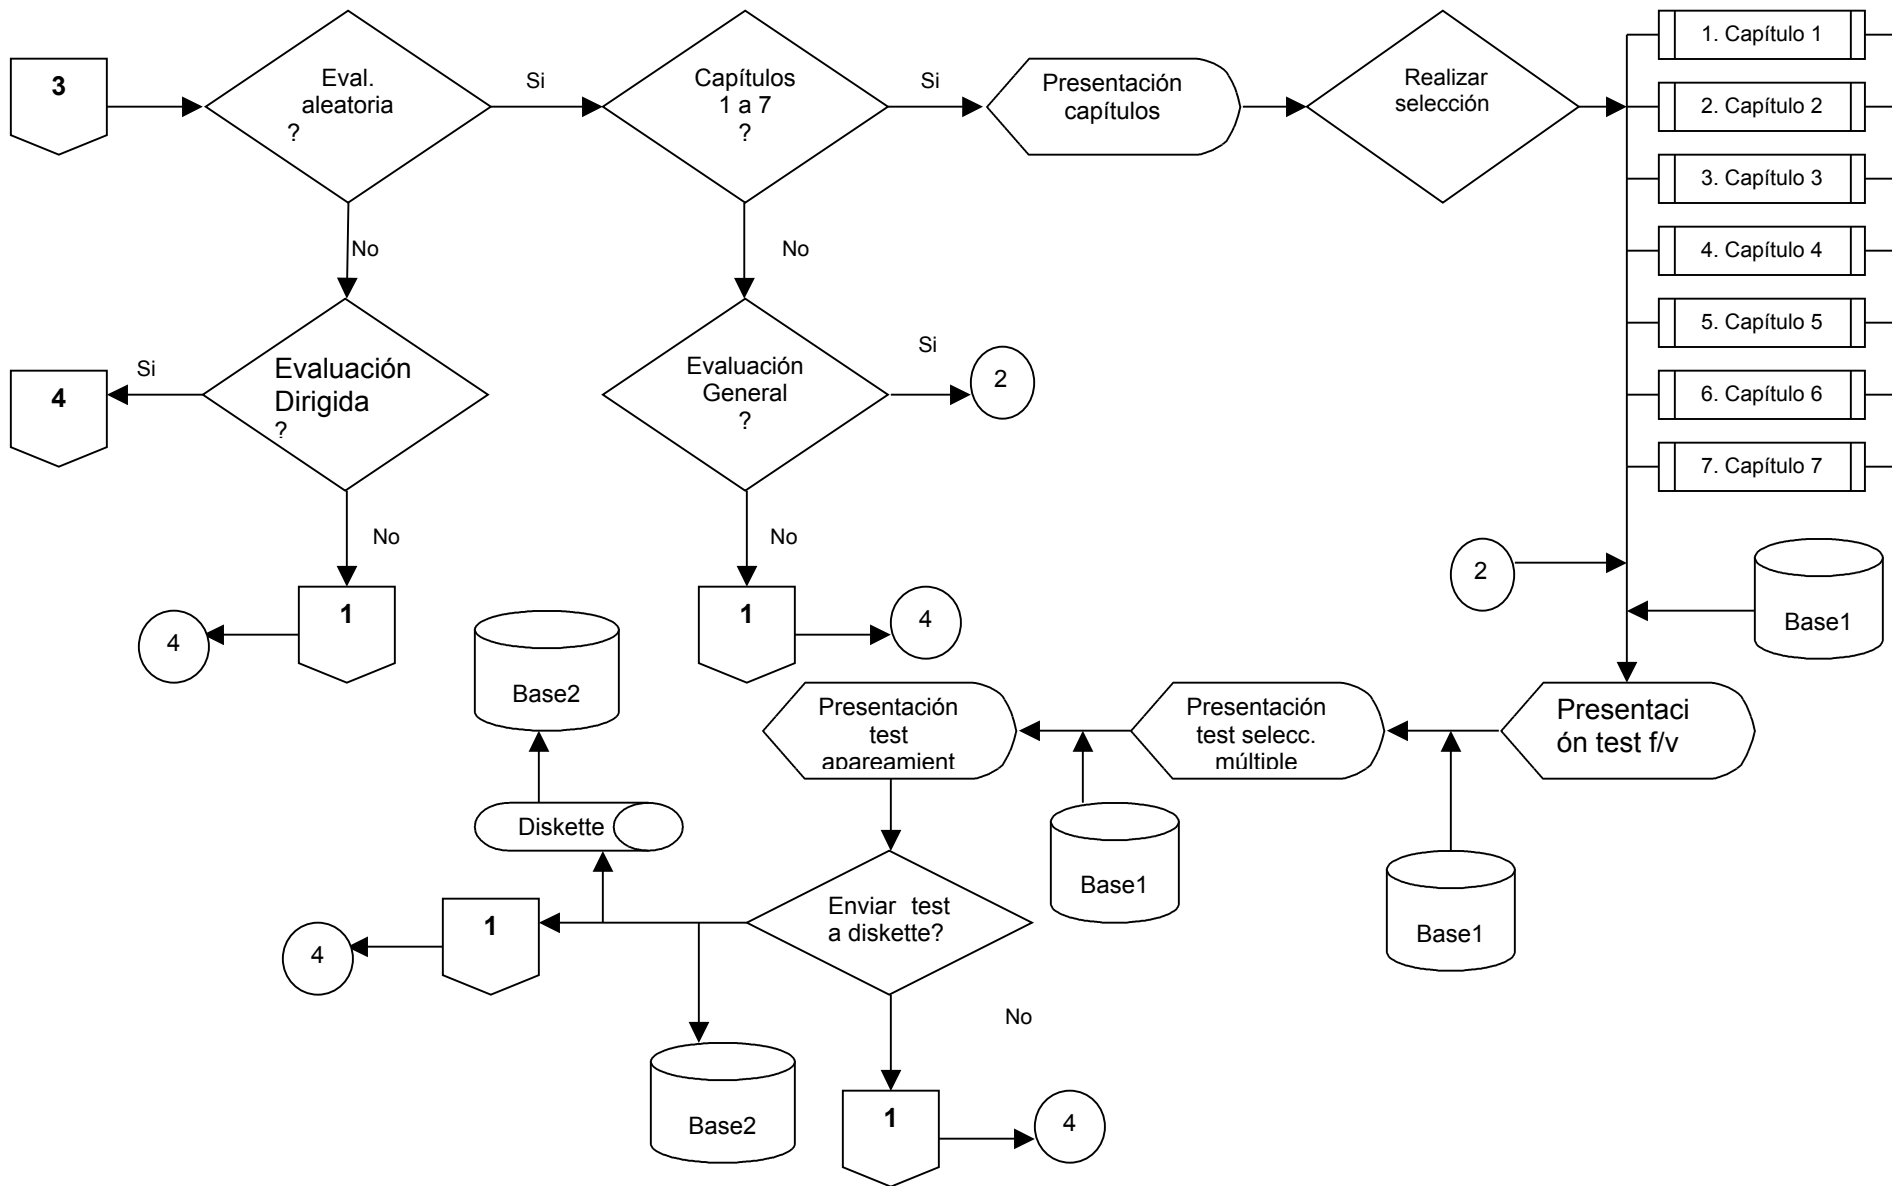 3
Eval.
aleatoria
?
Si
Capítulos
1 a 7
?
Si
Presentación
capítulos
Realizar
selección
1. Capítulo 1
2. Capítulo 2
3. Capítulo 3
4. Capítulo 4
5. Capítulo 5
6. Capítulo 6
7. Capítulo 7
No
No
4
Si
Evaluación
Dirigida
?
Evaluación
General
?
Si
2
No
No
2
Base1
4
1
Base2
1
4
Presentación
test
apareamient
Presentación
test selecc.
múltiple
Presentaci
ón test f/v
Diskette
Base1
Base1
4
1
Enviar test
a diskette?
No
Base2
1
4